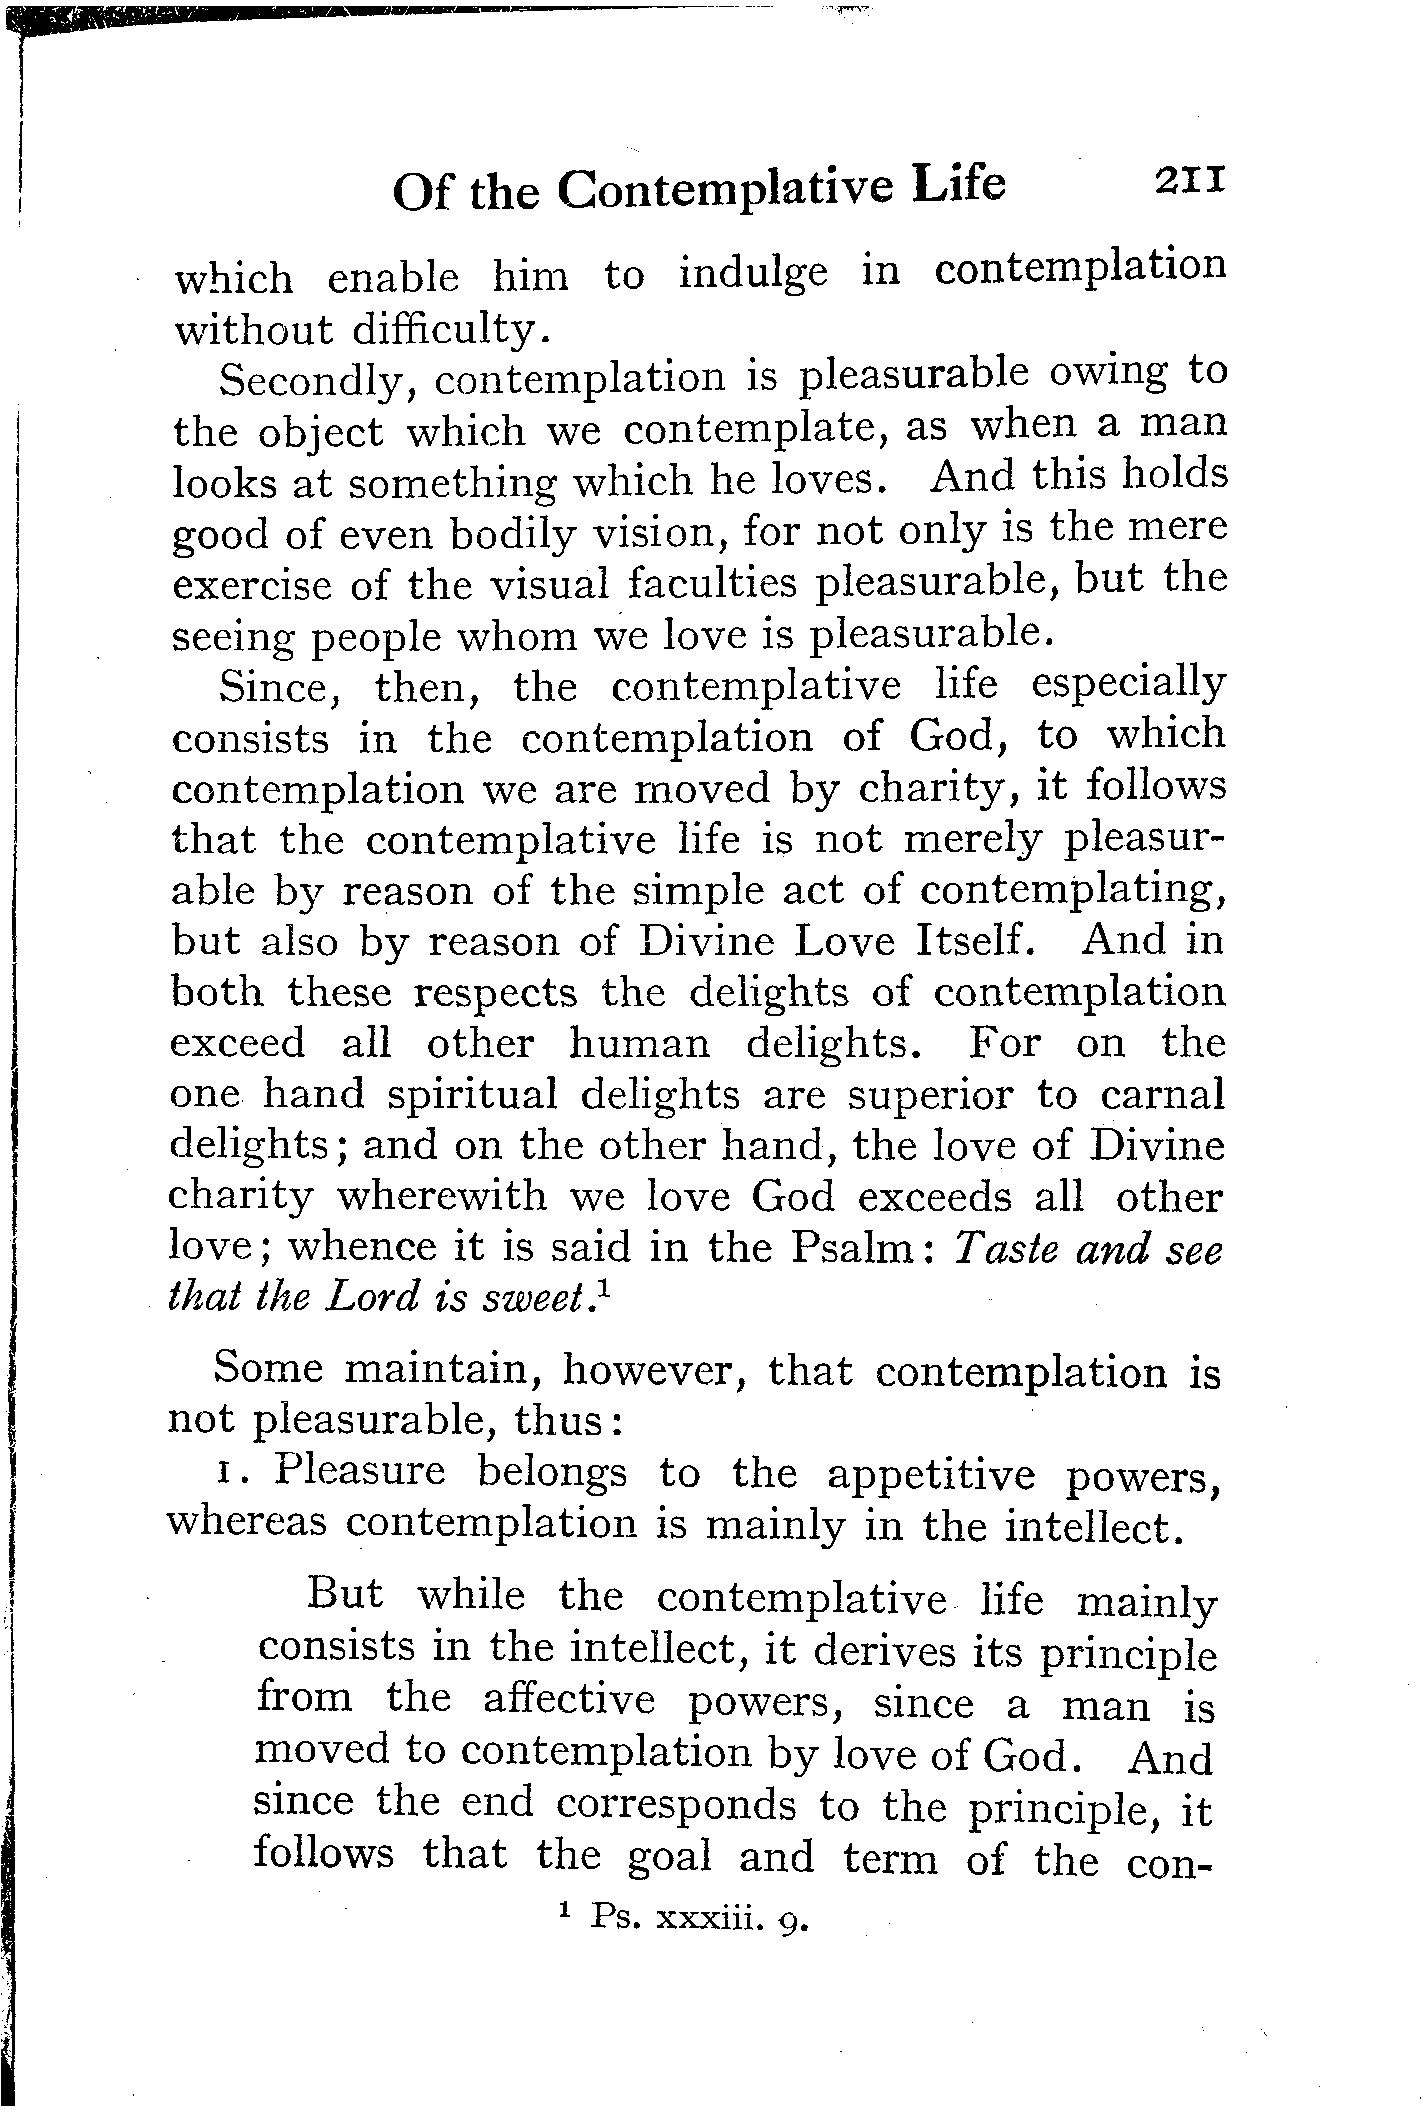 Of the Contemplative Life 211
which enable him to indulge in contemplation
without difficulty.
Secondly, contemplation is pleasurable owing to
the object which we contemplate, as when a man
looks at something which he loves. And this holds
good of even bodily vision, for not only is the mere
exercise of the visual faculties pleasurable, but the
seeing people whom we love is pleasurable.
Since, then, the contemplative life especially
consists in the contemplation of God, to which
contemplation we are moved by charity, it follows
that the contemplative life is not merely pleasur-
able by reason of the simple act of contemplating,
but also by reason of Divine Love Itself. And in
both these respects the delights of contemplation
exceed all other human delights. For on the
one hand spiritual delights are superior to carnal
delights; and on the other hand, the love of Divine
charity wherewith we love God exceeds all other
love; whence it is said in the Psalm: Taste and see
that the Lord is sweet.¹
Some maintain, however, that contemplation is
not pleasurable, thus:
1. Pleasure belongs to the appetitive powers,
whereas contemplation is mainly in the intellect.
But while the contemplative life mainly
consists in the intellect, it derives its principle
from the affective powers, since a man is
moved to contemplation by love of God. And
since the end corresponds to the principle, it
follows that the goal and term of the con-
¹ Ps. xxxiii. 9.